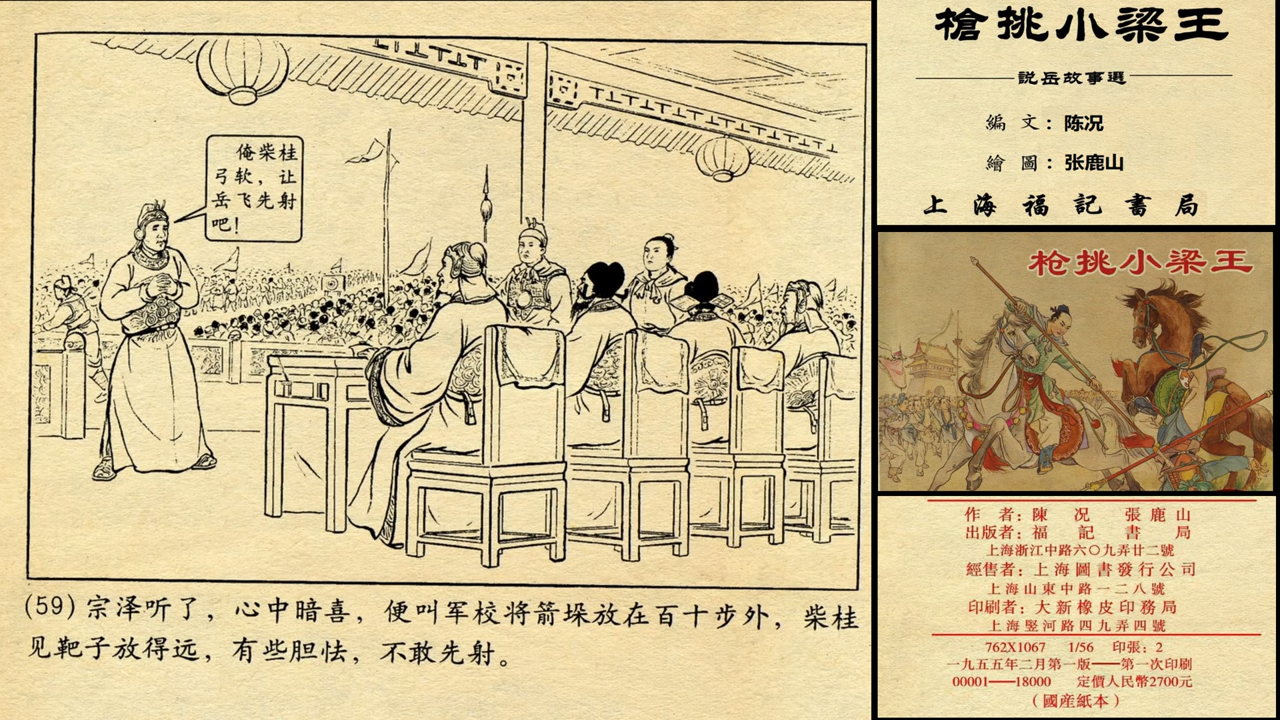 俺柴桂
弓软，让
岳飞先射
吧！
(59) 宗泽听了，心中暗喜，便叫军校将箭垛放在百十步外，柴桂
见靶子放得远，有些胆怯，不敢先射。
槍挑小梁王
説岳故事選
編 文：陈况
繪 圖：张鹿山
上海福記書局
枪挑小梁王
作 者：陳 况 張鹿山
出版者：福記書局
上海浙江中路六〇九弄廿二號
經售者：上海圖書發行公司
上海山東中路一二八號
印刷者：大新橡皮印務局
上海竪河路四九弄四號
762X1067 1/56 印張：2
一九五五年二月第一版——第一次印刷
00001——18000 定價人民幣2700元
（國産紙本）